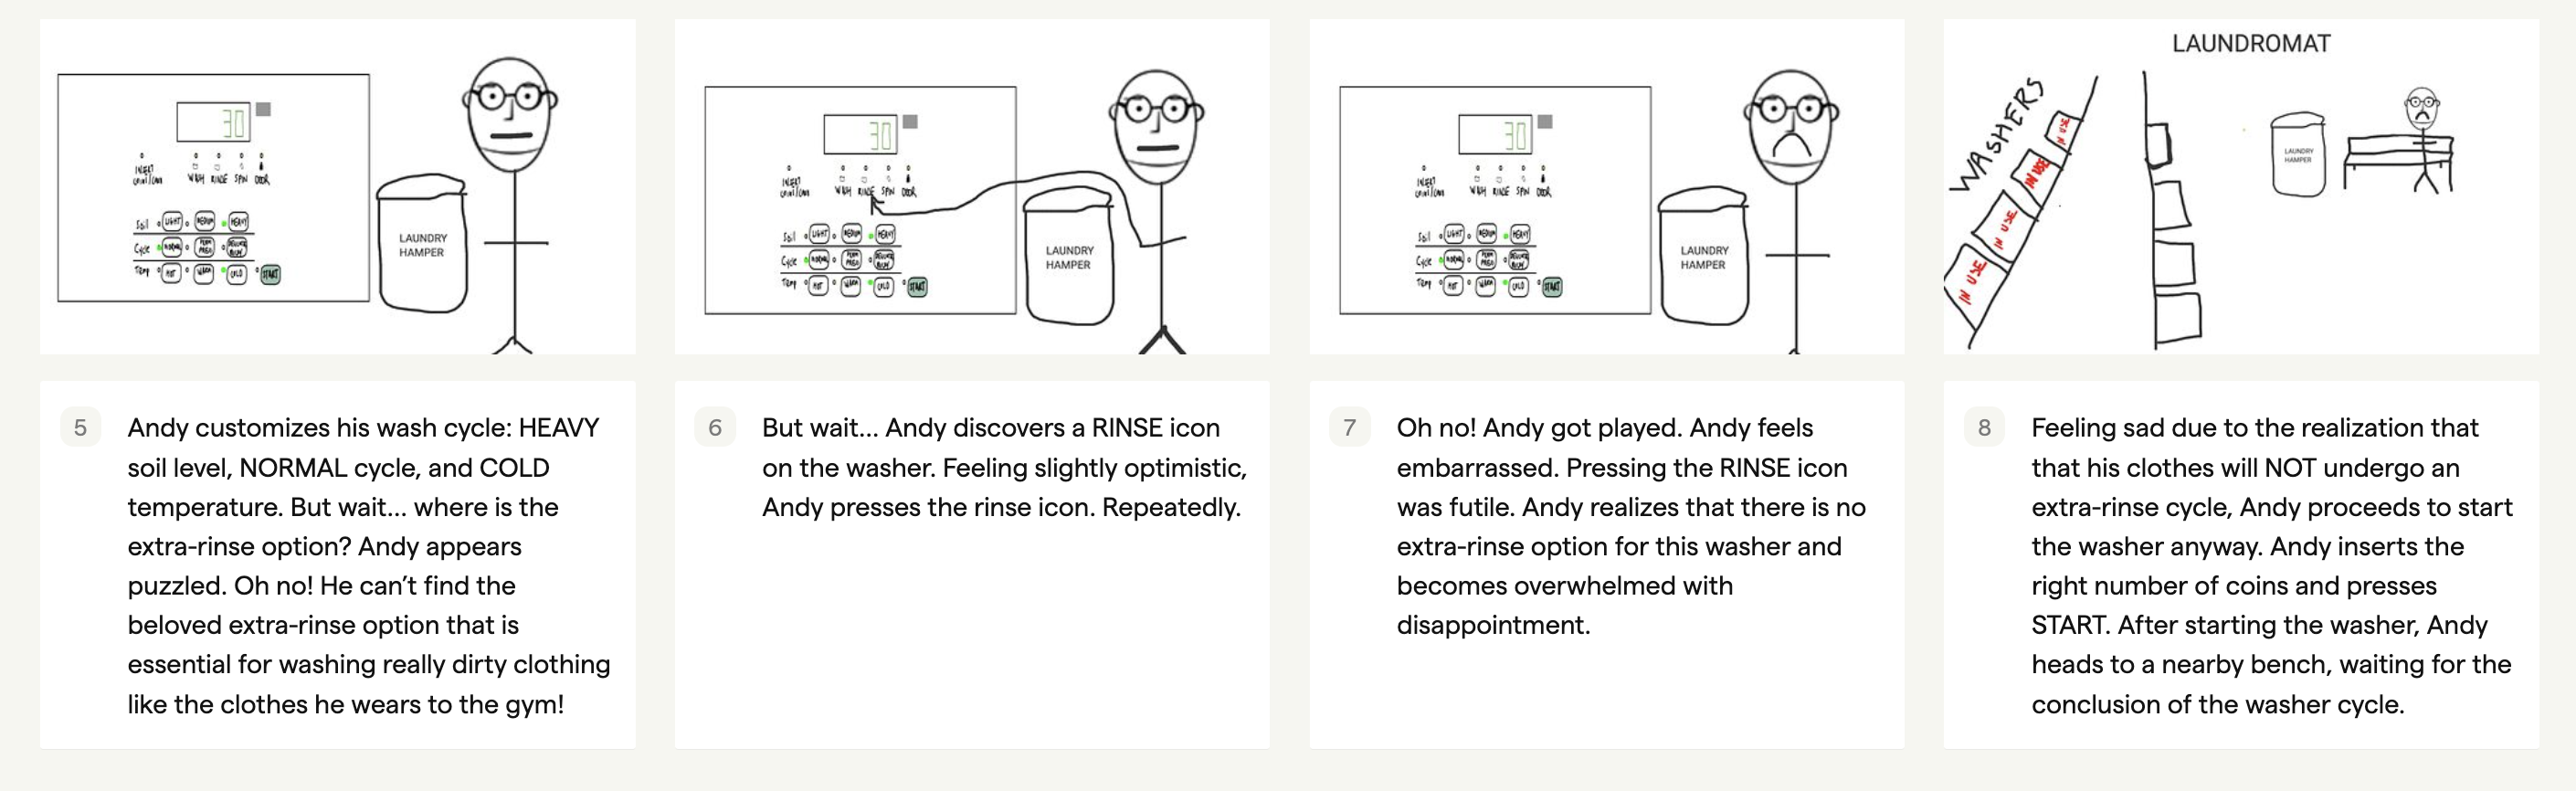 30
INSERT
WASH RINSE SPIN DOOR
Soil LIGHT MEDIUM HEAVY
Cycle NORMAL PERM PRESS DELICATE
Temp HOT WARM COLD START
LAUNDRY
HAMPER
30
INSERT
WASH RINSE SPIN DOOR
Soil LIGHT MEDIUM HEAVY
Cycle NORMAL PERM PRESS DELICATE
Temp HOT WARM COLD START
LAUNDRY
HAMPER
30
INSERT
WASH RINSE SPIN DOOR
Soil LIGHT MEDIUM HEAVY
Cycle NORMAL PERM PRESS DELICATE
Temp HOT WARM COLD START
LAUNDRY
HAMPER
LAUNDROMAT
WASHERS
IN USE
IN USE
IN USE
IN USE
LAUNDRY
HAMPER
5
Andy customizes his wash cycle: HEAVY
soil level, NORMAL cycle, and COLD
temperature. But wait... where is the
extra-rinse option? Andy appears
puzzled. Oh no! He can’t find the
beloved extra-rinse option that is
essential for washing really dirty clothing
like the clothes he wears to the gym!
6
But wait... Andy discovers a RINSE icon
on the washer. Feeling slightly optimistic,
Andy presses the rinse icon. Repeatedly.
7
Oh no! Andy got played. Andy feels
embarrassed. Pressing the RINSE icon
was futile. Andy realizes that there is no
extra-rinse option for this washer and
becomes overwhelmed with
disappointment.
8
Feeling sad due to the realization that
that his clothes will NOT undergo an
extra-rinse cycle, Andy proceeds to start
the washer anyway. Andy inserts the
right number of coins and presses
START. After starting the washer, Andy
heads to a nearby bench, waiting for the
conclusion of the washer cycle.